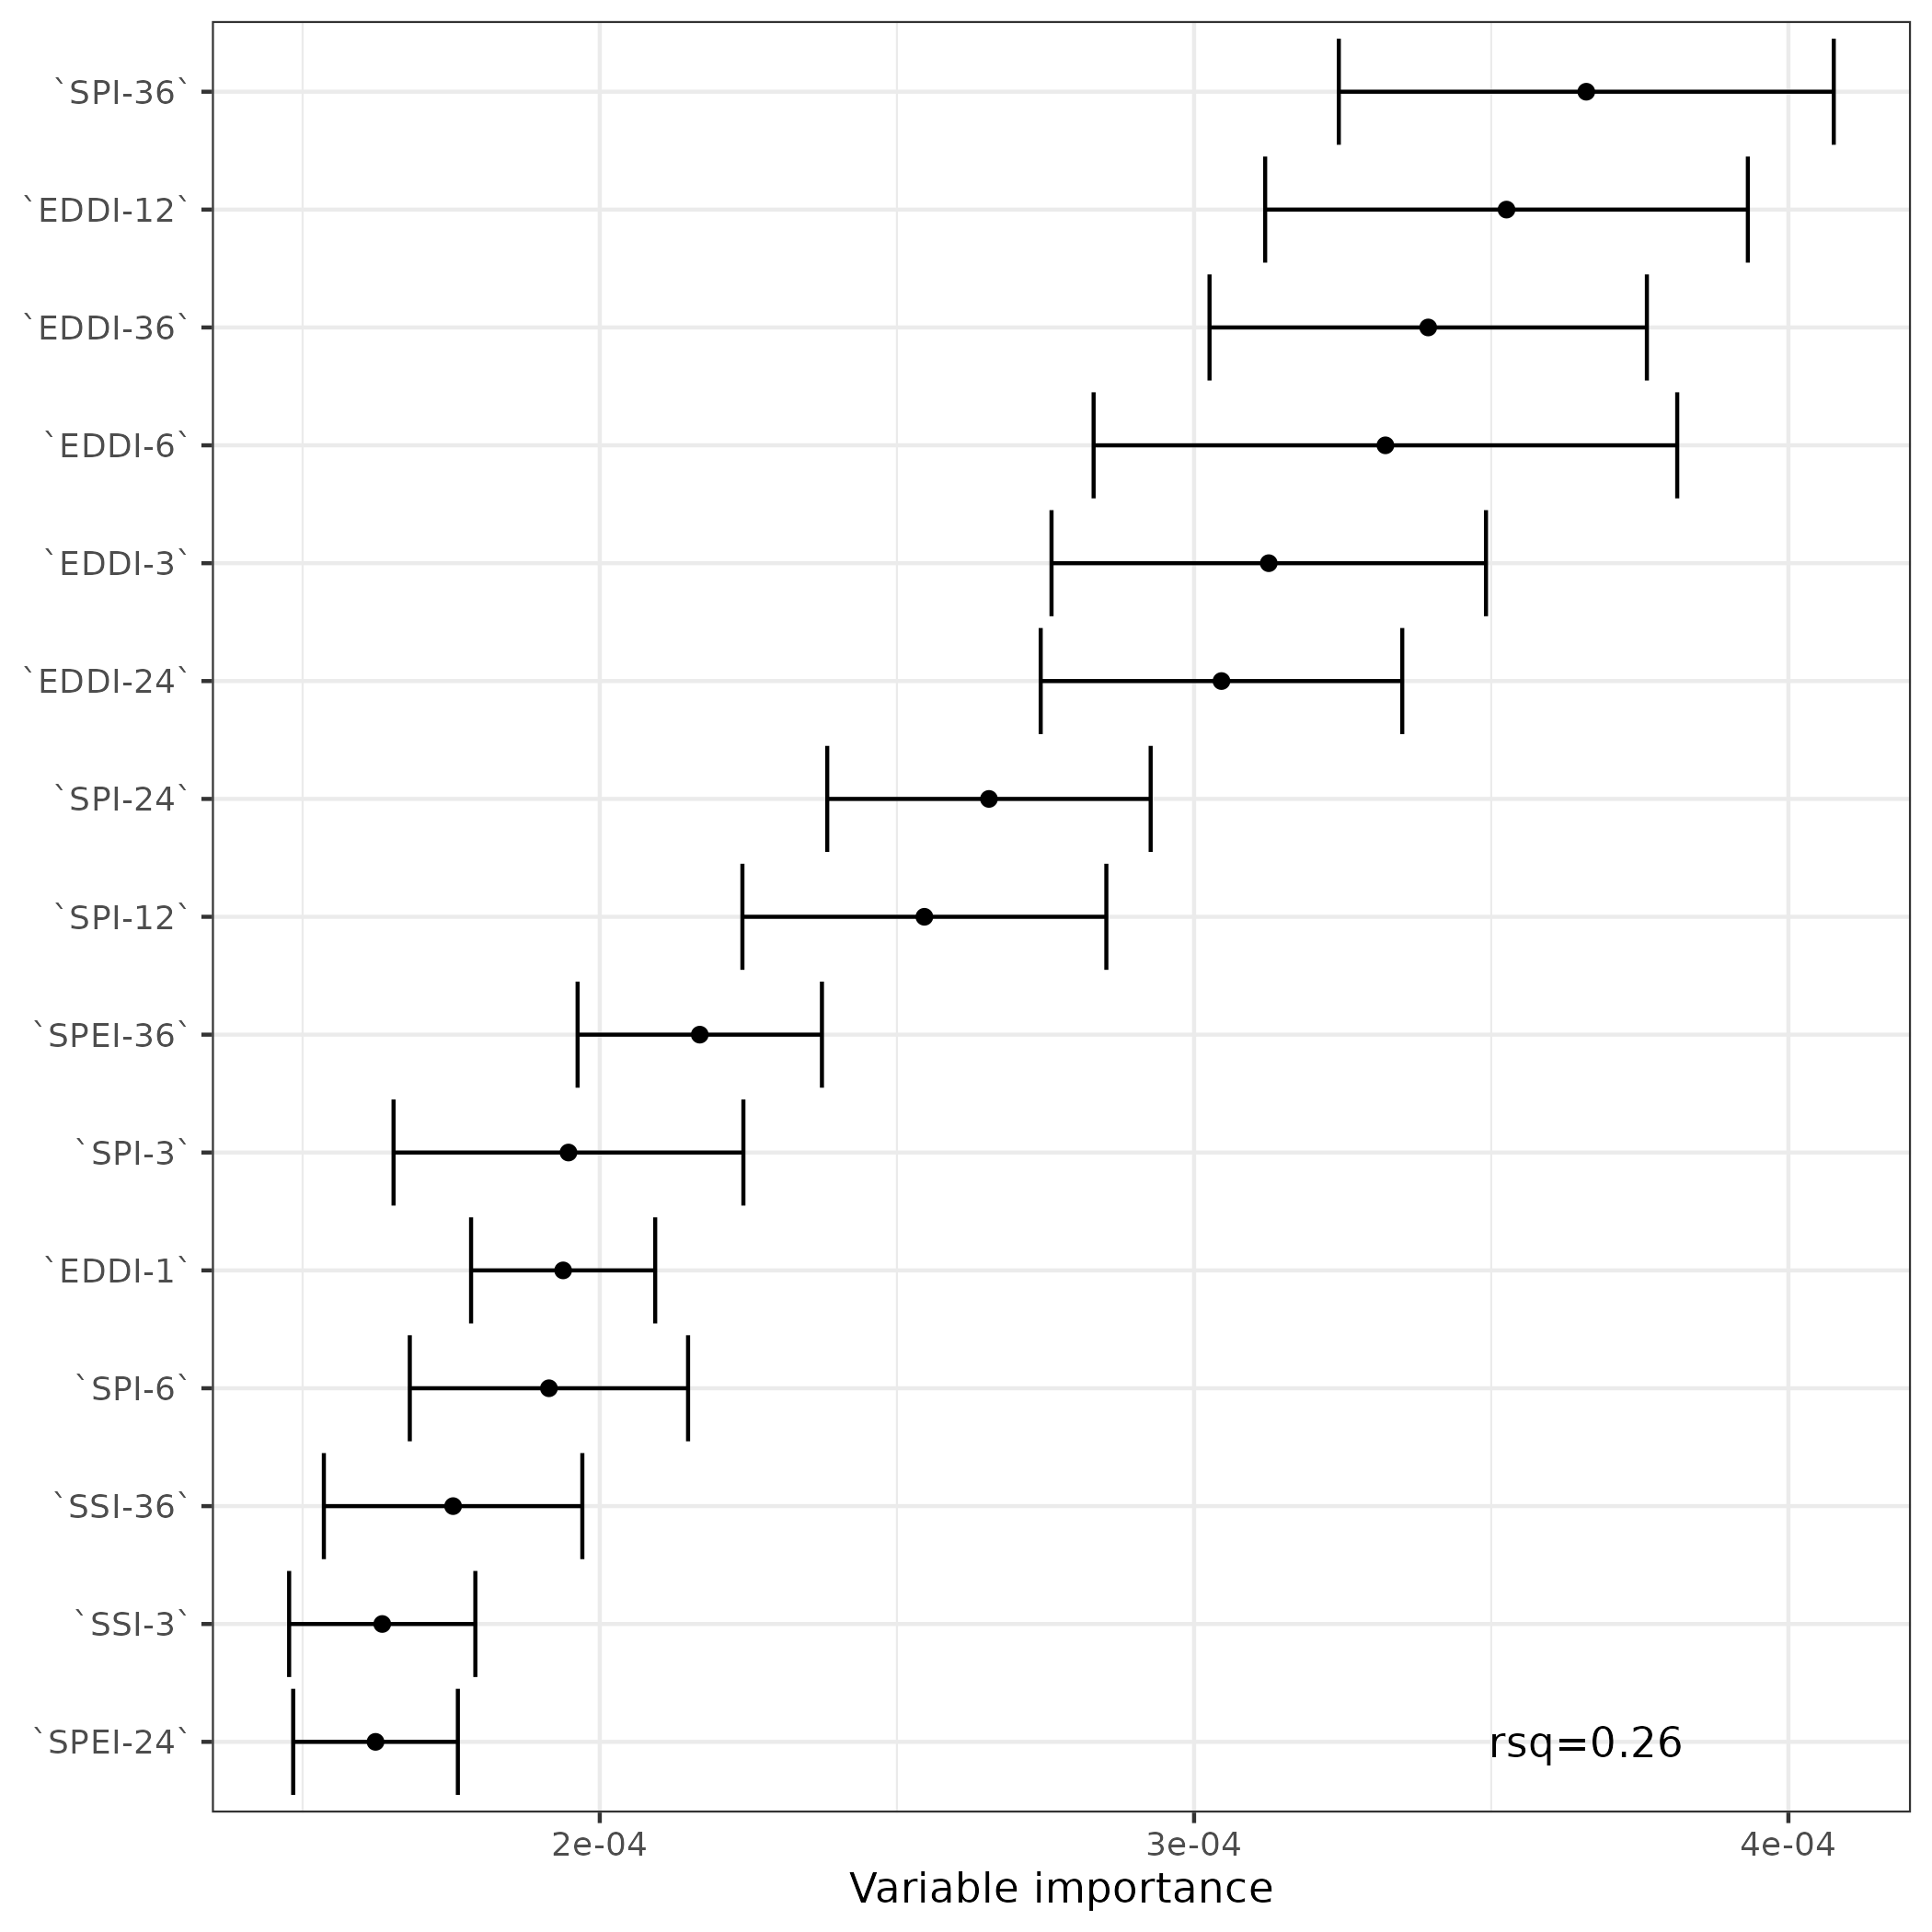 `SPI-36`
`EDDI-12`
`EDDI-36`
`EDDI-6`
`EDDI-3`
`EDDI-24`
`SPI-24`
`SPI-12`
`SPEI-36`
`SPI-3`
`EDDI-1`
`SPI-6`
`SSI-36`
`SSI-3`
`SPEI-24`
rsq=0.26
2e-04 3e-04 4e-04
Variable importance